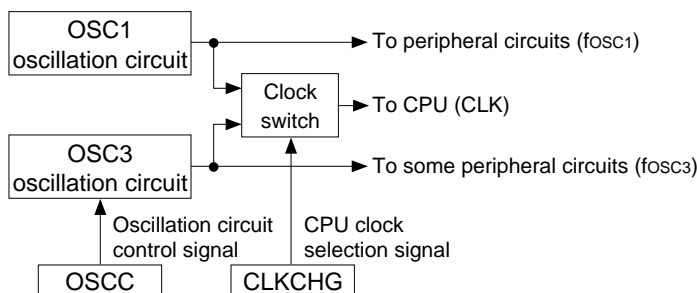 OSC1
oscillation circuit
To peripheral circuits (fOSC1)
Clock
switch
To CPU (CLK)
OSC3
oscillation circuit
To some peripheral circuits (fOSC3)
Oscillation circuit
control signal
CPU clock
selection signal
OSCC
CLKCHG